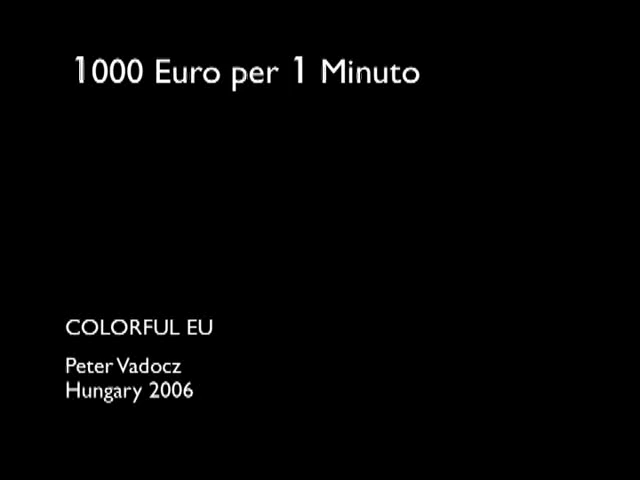 1000 Euro per 1 Minuto
COLORFUL EU
Peter Vadocz
Hungary 2006